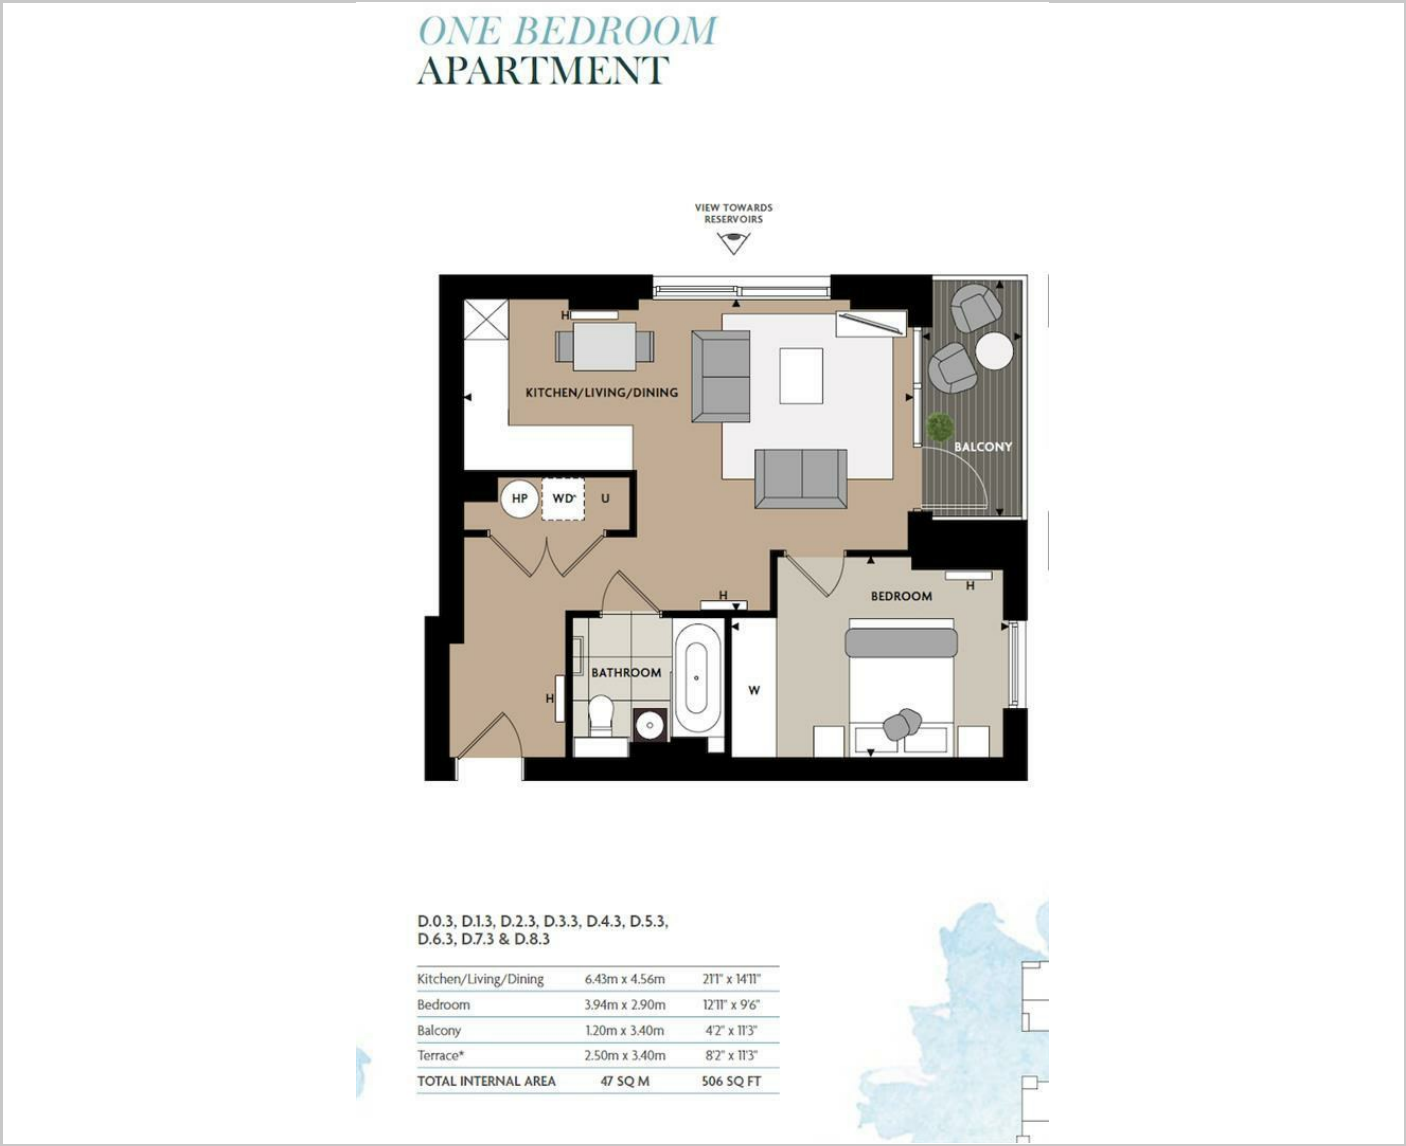 ONE BEDROOM
APARTMENT
VIEW TOWARDS
RESERVOIRS
H
KITCHEN/LIVING/DINING
BALCONY
HP
WD*
U
H
BEDROOM
H
BATHROOM
W
H
D.0.3, D.1.3, D.2.3, D.3.3, D.4.3, D.5.3,
D.6.3, D.7.3 & D.8.3
Kitchen/Living/Dining 6.43m x 4.56m 21'1" x 14'11"
Bedroom 3.94m x 2.90m 12'11" x 9'6"
Balcony 1.20m x 3.40m 4'2" x 11'3"
Terrace* 2.50m x 3.40m 8'2" x 11'3"
TOTAL INTERNAL AREA 47 SQ M 506 SQ FT